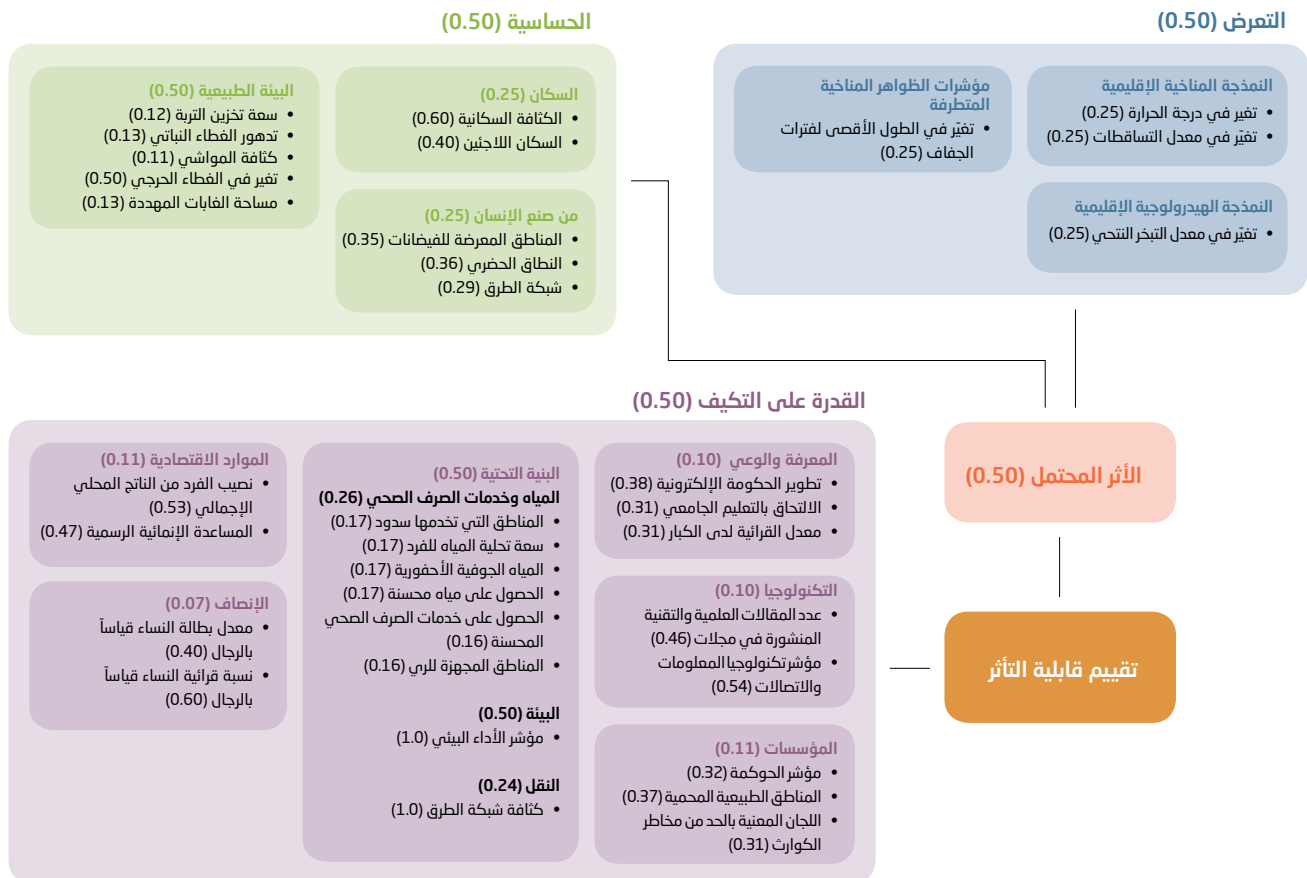 التعرض (0.50)
النمذجة المناخية الإقليمية
• تغير في درجة الحرارة (0.25)
• تغيّر في معدل التساقطات (0.25)
مؤشرات الظواهر المناخية
المتطرفة
• تغيّر في الطول الأقصى لفترات
الجفاف (0.25)
النمذجة الهيدرولوجية الإقليمية
• تغيّر في معدل التبخر النتحي (0.25)
الحساسية (0.50)
السكان (0.25)
• الكثافة السكانية (0.60)
• السكان اللاجئين (0.40)
من صنع الإنسان (0.25)
• المناطق المعرضة للفيضانات (0.35)
• النطاق الحضري (0.36)
• شبكة الطرق (0.29)
البيئة الطبيعية (0.50)
• سعة تخزين التربة (0.12)
• تدهور الغطاء النباتي (0.13)
• كثافة المواشي (0.11)
• تغير في الغطاء الحرجي (0.50)
• مساحة الغابات المهددة (0.13)
الأثر المحتمل (0.50)
تقييم قابلية التأثر
القدرة على التكيف (0.50)
المعرفة والوعي (0.10)
• تطوير الحكومة الإلكترونية (0.38)
• الالتحاق بالتعليم الجامعي (0.31)
• معدل القرائية لدى الكبار (0.31)
التكنولوجيا (0.10)
• عدد المقالات العلمية والتقنية
المنشورة في مجلات (0.46)
• مؤشرتكنولوجيا المعلومات
والاتصالات (0.54)
المؤسسات (0.11)
• مؤشر الحوكمة (0.32)
• المناطق الطبيعية المحمية (0.37)
• اللجان المعنية بالحد من مخاطر
الكوارث (0.31)
البنية التحتية (0.50)
المياه وخدمات الصرف الصحي (0.26)
• المناطق التي تخدمها سدود (0.17)
• سعة تحلية المياه للفرد (0.17)
• المياه الجوفية الأحفورية (0.17)
• الحصول على مياه محسنة (0.17)
• الحصول على خدمات الصرف الصحي
المحسنة (0.16)
• المناطق المجهزة للري (0.16)
البيئة (0.50)
• مؤشر الأداء البيئي (1.0)
النقل (0.24)
• كثافة شبكة الطرق (1.0)
الموارد الاقتصادية (0.11)
• نصيب الفرد من الناتج المحلي
الإجمالي (0.53)
• المساعدة الإنمائية الرسمية (0.47)
الإنصاف (0.07)
• معدل بطالة النساء قياساً
بالرجال (0.40)
• نسبة قرائية النساء قياساً
بالرجال (0.60)